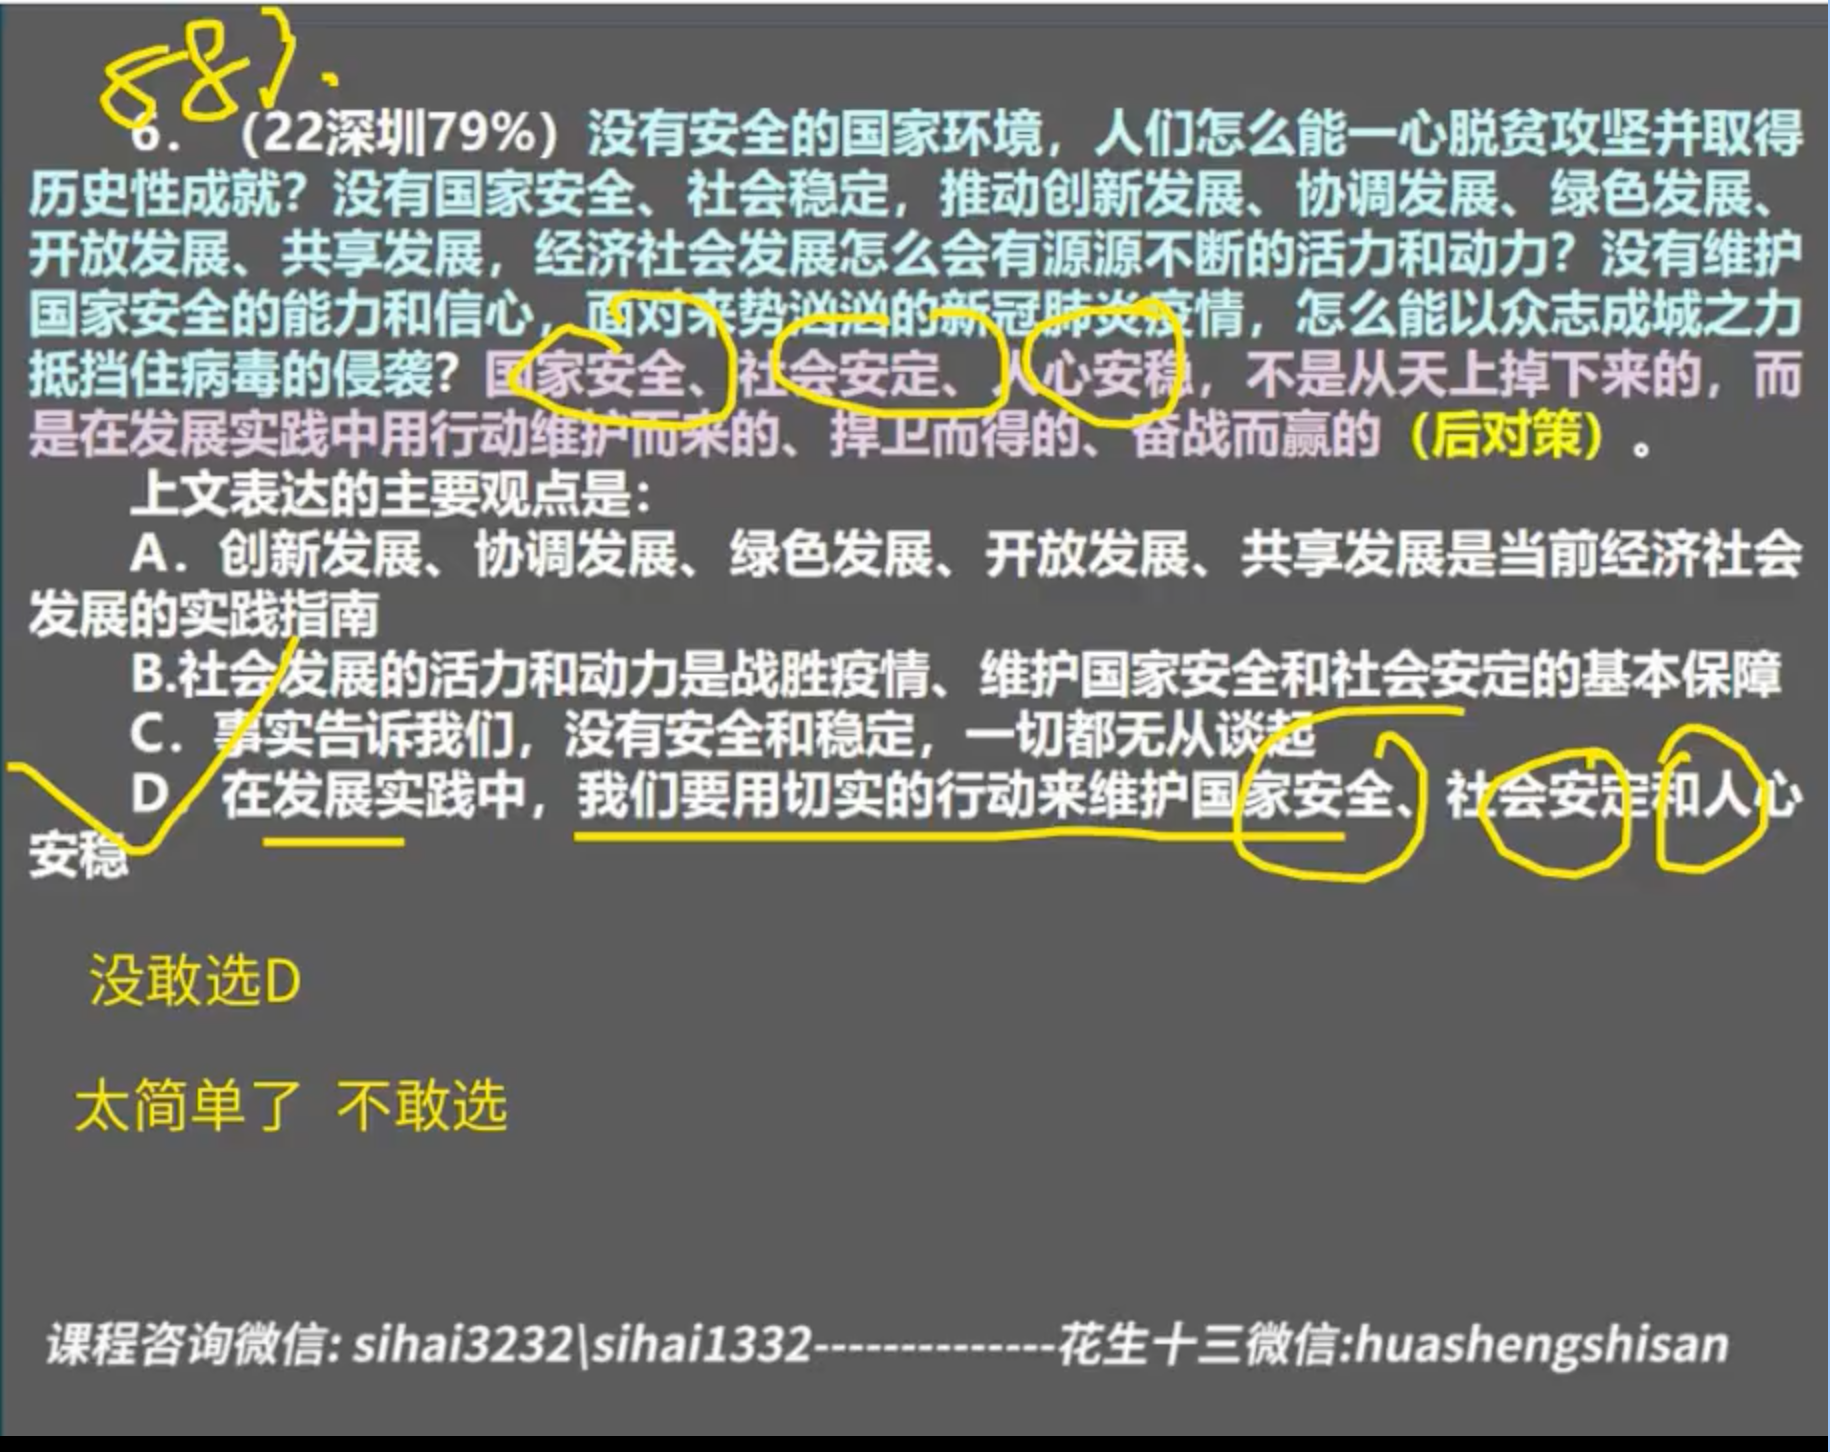 88%.
6. （22深圳79%）没有安全的国家环境，人们怎么能一心脱贫攻坚并取得
历史性成就？没有国家安全、社会稳定，推动创新发展、协调发展、绿色发展、
开放发展、共享发展，经济社会发展怎么会有源源不断的活力和动力？没有维护
国家安全的能力和信心，面对来势汹汹的新冠肺炎疫情，怎么能以众志成城之力
抵挡住病毒的侵袭？国家安全、社会安定、人心安稳，不是从天上掉下来的，而
是在发展实践中用行动维护而来的、捍卫而得的、奋战而赢的（后对策）。
上文表达的主要观点是：
A. 创新发展、协调发展、绿色发展、开放发展、共享发展是当前经济社会
发展的实践指南
B.社会发展的活力和动力是战胜疫情、维护国家安全和社会安定的基本保障
C. 事实告诉我们，没有安全和稳定，一切都无从谈起
D. 在发展实践中，我们要用切实的行动来维护国家安全、社会安定和人心
安稳
没敢选D
太简单了 不敢选
课程咨询微信: sihai3232\sihai1332--------------花生十三微信:huashengshisan